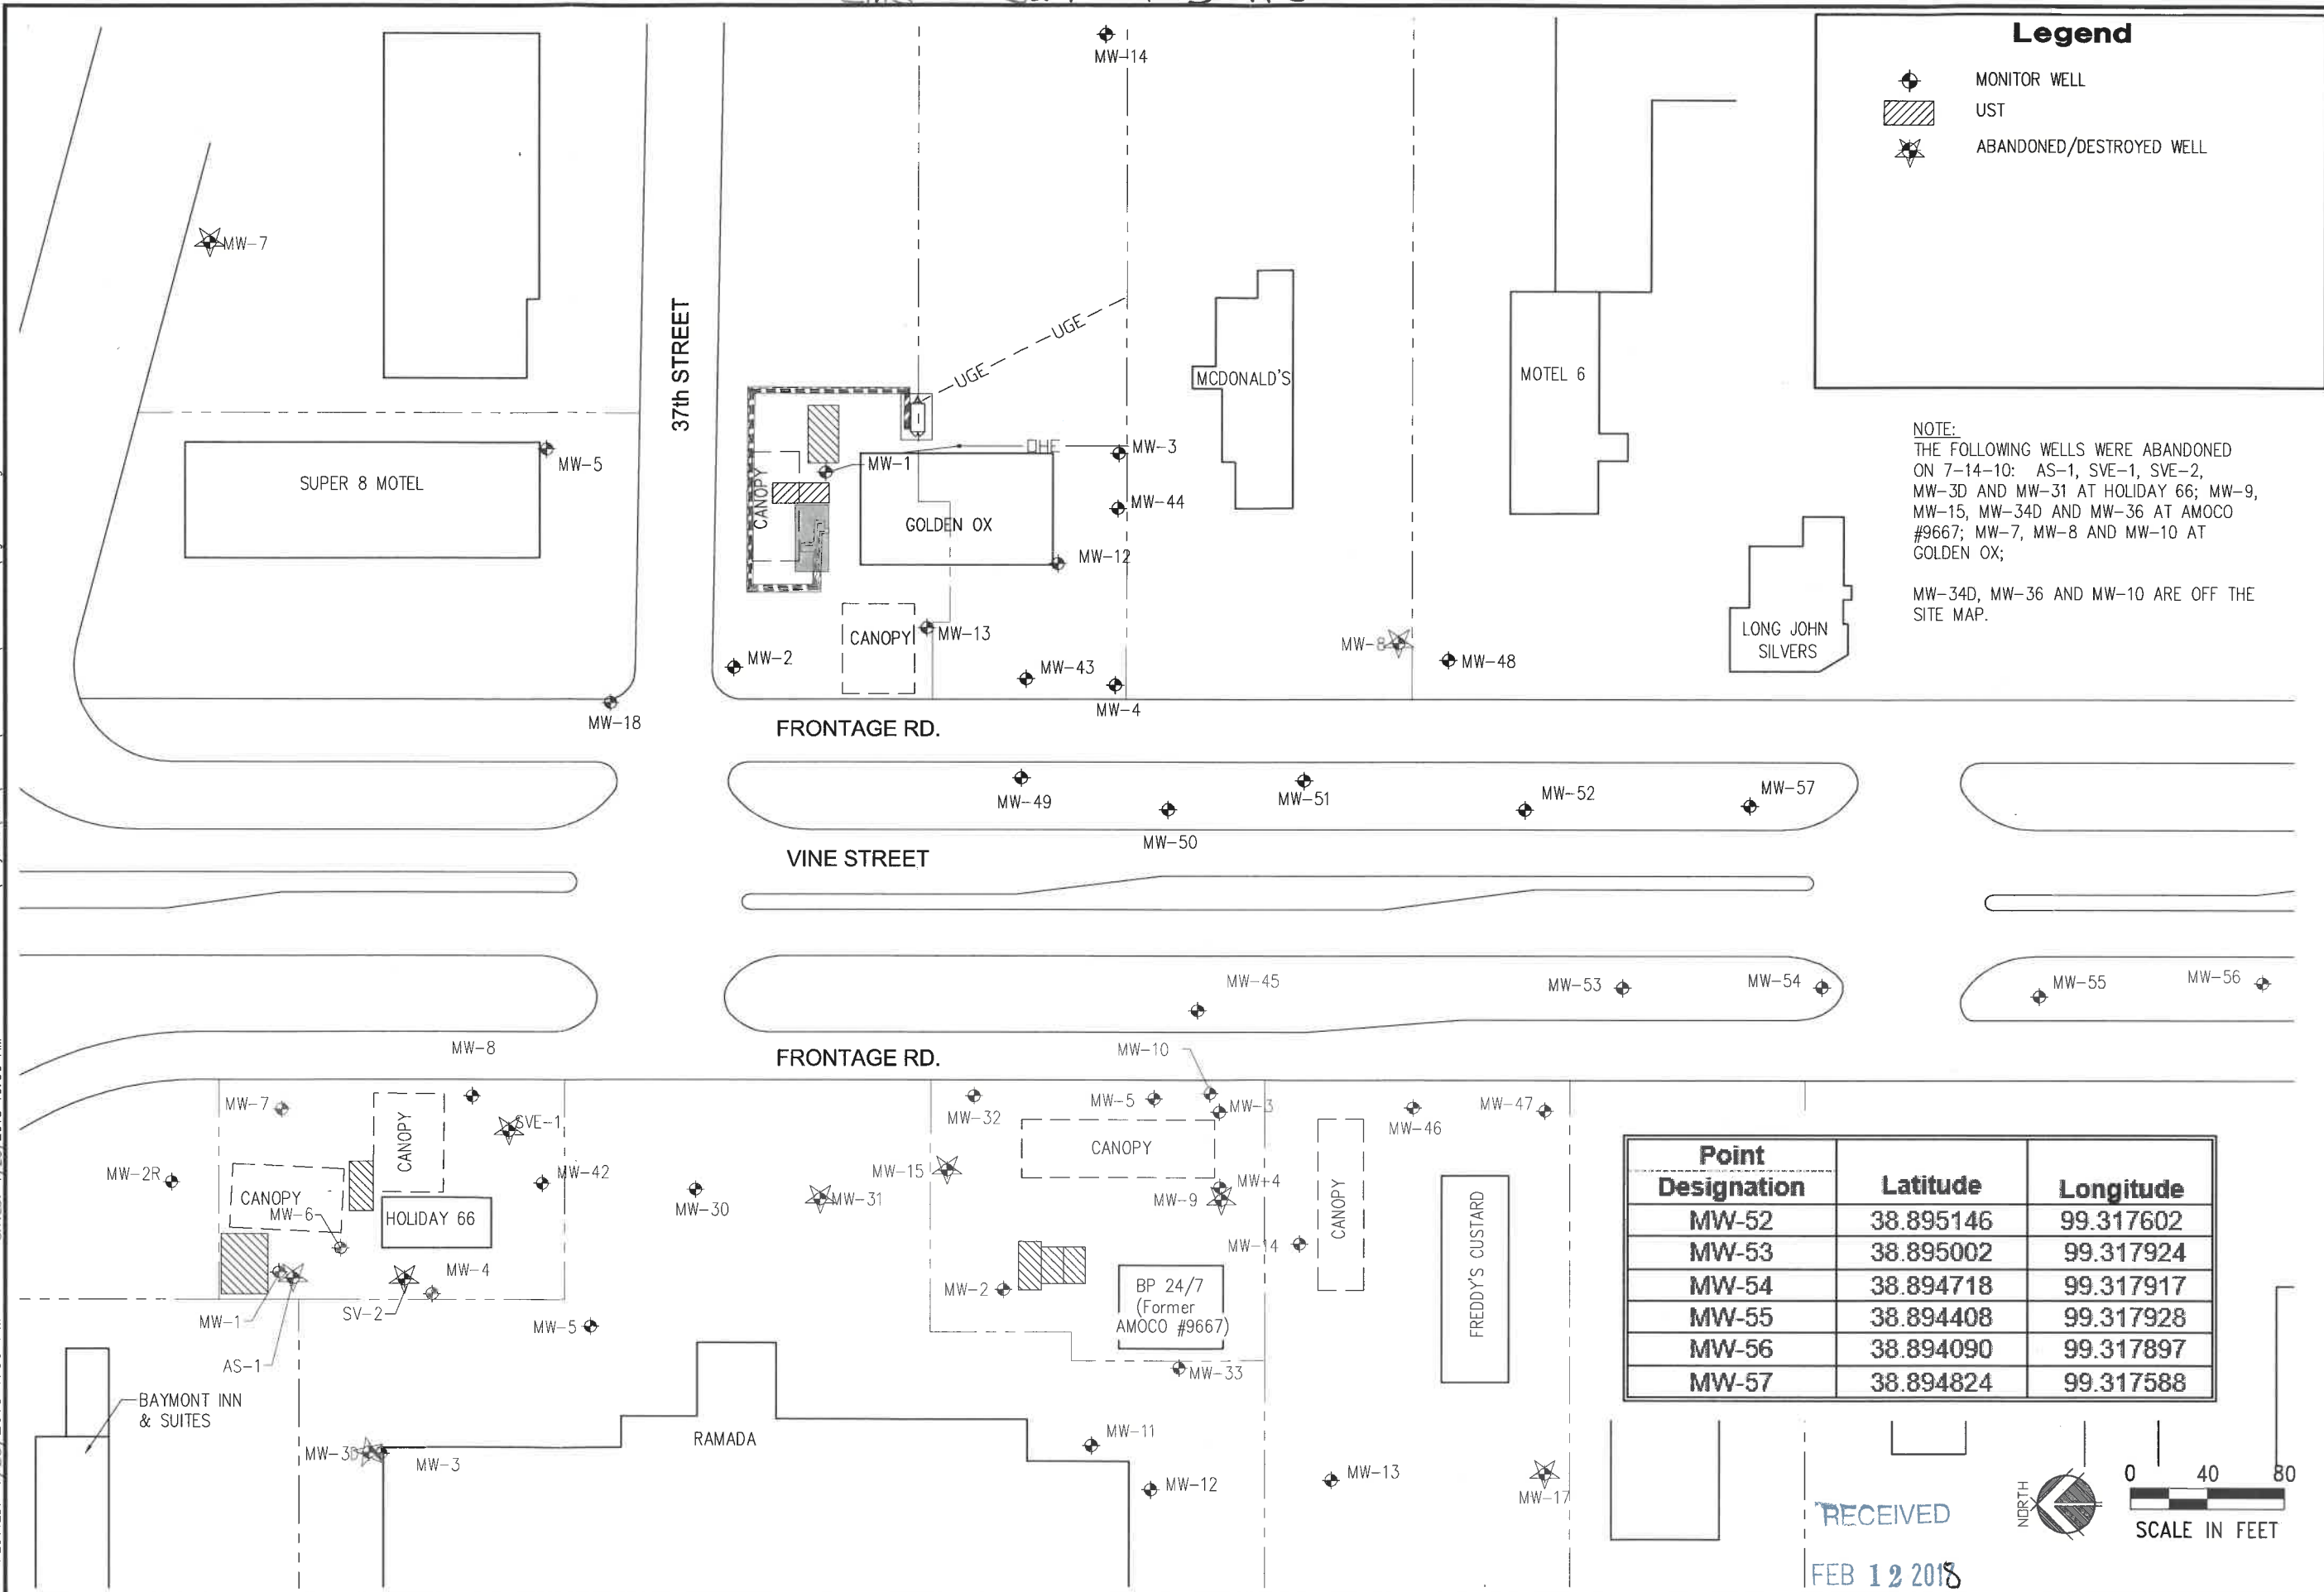 Legend
MONITOR WELL
UST
ABANDONED/DESTROYED WELL
NOTE:
THE FOLLOWING WELLS WERE ABANDONED
ON 7-14-10: AS-1, SVE-1, SVE-2,
MW-3D AND MW-31 AT HOLIDAY 66; MW-9,
MW-15, MW-34D AND MW-36 AT AMOCO
#9667; MW-7, MW-8 AND MW-10 AT
GOLDEN OX;
MW-34D, MW-36 AND MW-10 ARE OFF THE
SITE MAP.
MW-14
MW-7
37th STREET
UGE
UGE
MCDONALD'S
MOTEL 6
OHE
MW-3
MW-5
MW-1
SUPER 8 MOTEL
CANOPY
MW-44
GOLDEN OX
MW-12
CANOPY
MW-13
MW-2
MW-43
MW-8
MW-48
LONG JOHN
SILVERS
MW-18
MW-4
FRONTAGE RD.
MW-49
MW-50
MW-51
MW-52
MW-57
VINE STREET
MW-45
MW-53
MW-54
MW-55
MW-56
MW-8
FRONTAGE RD.
MW-10
MW-7
CANOPY
SVE-1
MW-32
MW-5
MW-3
MW-46
MW-47
CANOPY
MW-2R
CANOPY
MW-6
HOLIDAY 66
MW-42
MW-30
MW-31
MW-15
MW-4
MW-9
MW-14
CANOPY
FREDDY'S CUSTARD
MW-1
AS-1
SV-2
MW-4
MW-5
MW-2
BP 24/7
(Former
AMOCO #9667)
MW-33
BAYMONT INN
& SUITES
MW-3D
MW-3
RAMADA
MW-11
MW-12
MW-13
MW-17
Point
Designation Latitude Longitude
MW-52 38.895146 99.317602
MW-53 38.895002 99.317924
MW-54 38.894718 99.317917
MW-55 38.894408 99.317928
MW-56 38.894090 99.317897
MW-57 38.894824 99.317588
RECEIVED
FEB 12 2018
NORTH
0 40 80
SCALE IN FEET